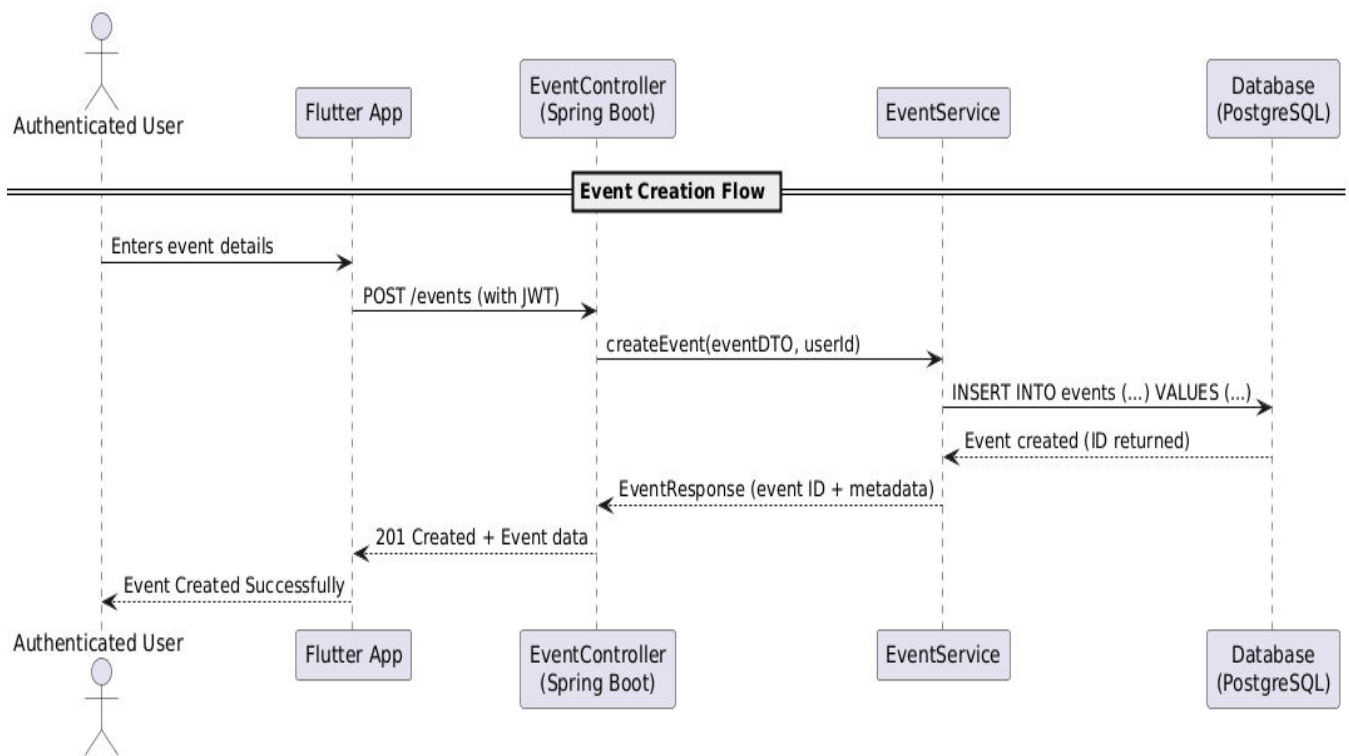 Authenticated User
Flutter App
EventController
(Spring Boot)
EventService
Database
(PostgreSQL)
Event Creation Flow
Enters event details
POST /events (with JWT)
createEvent(eventDTO, userId)
INSERT INTO events (...) VALUES (...)
Event created (ID returned)
EventResponse (event ID + metadata)
201 Created + Event data
Event Created Successfully
Authenticated User
Flutter App
EventController
(Spring Boot)
EventService
Database
(PostgreSQL)